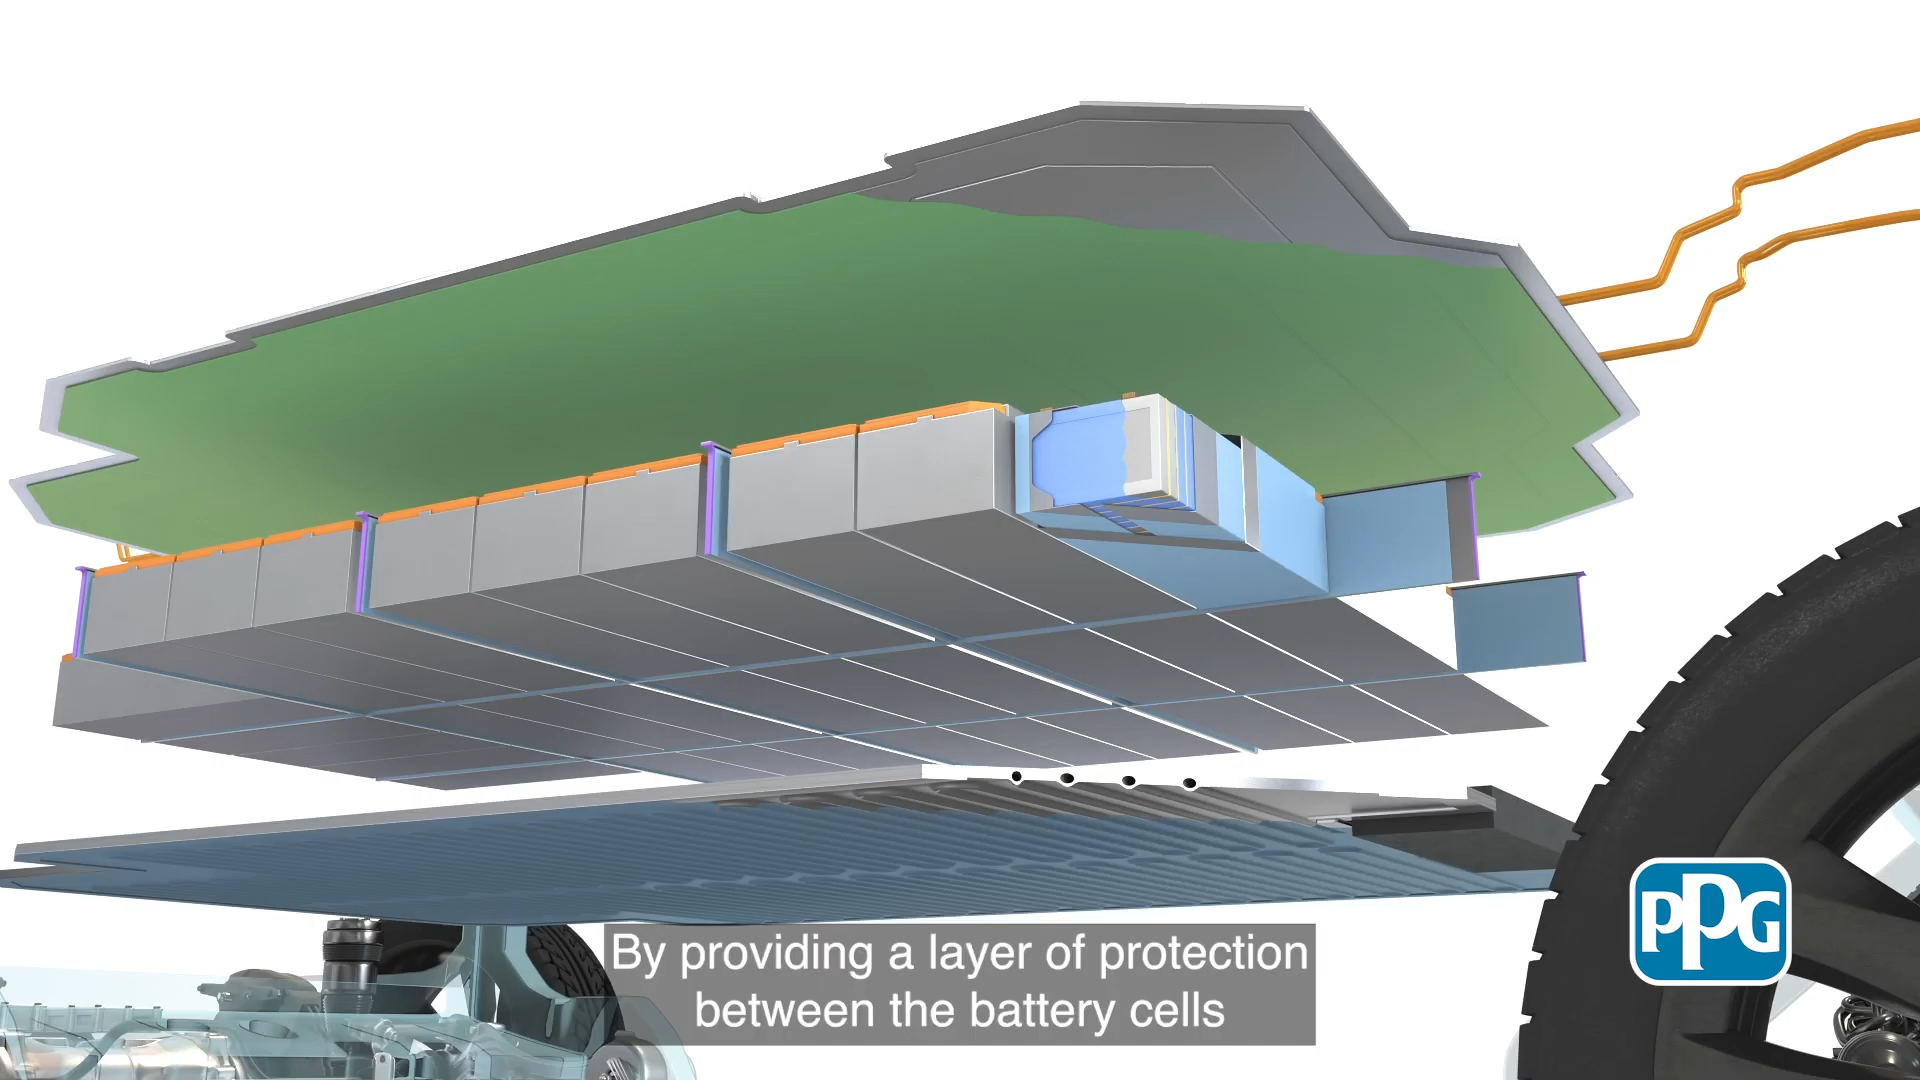 By providing a layer of protection
between the battery cells
PPG